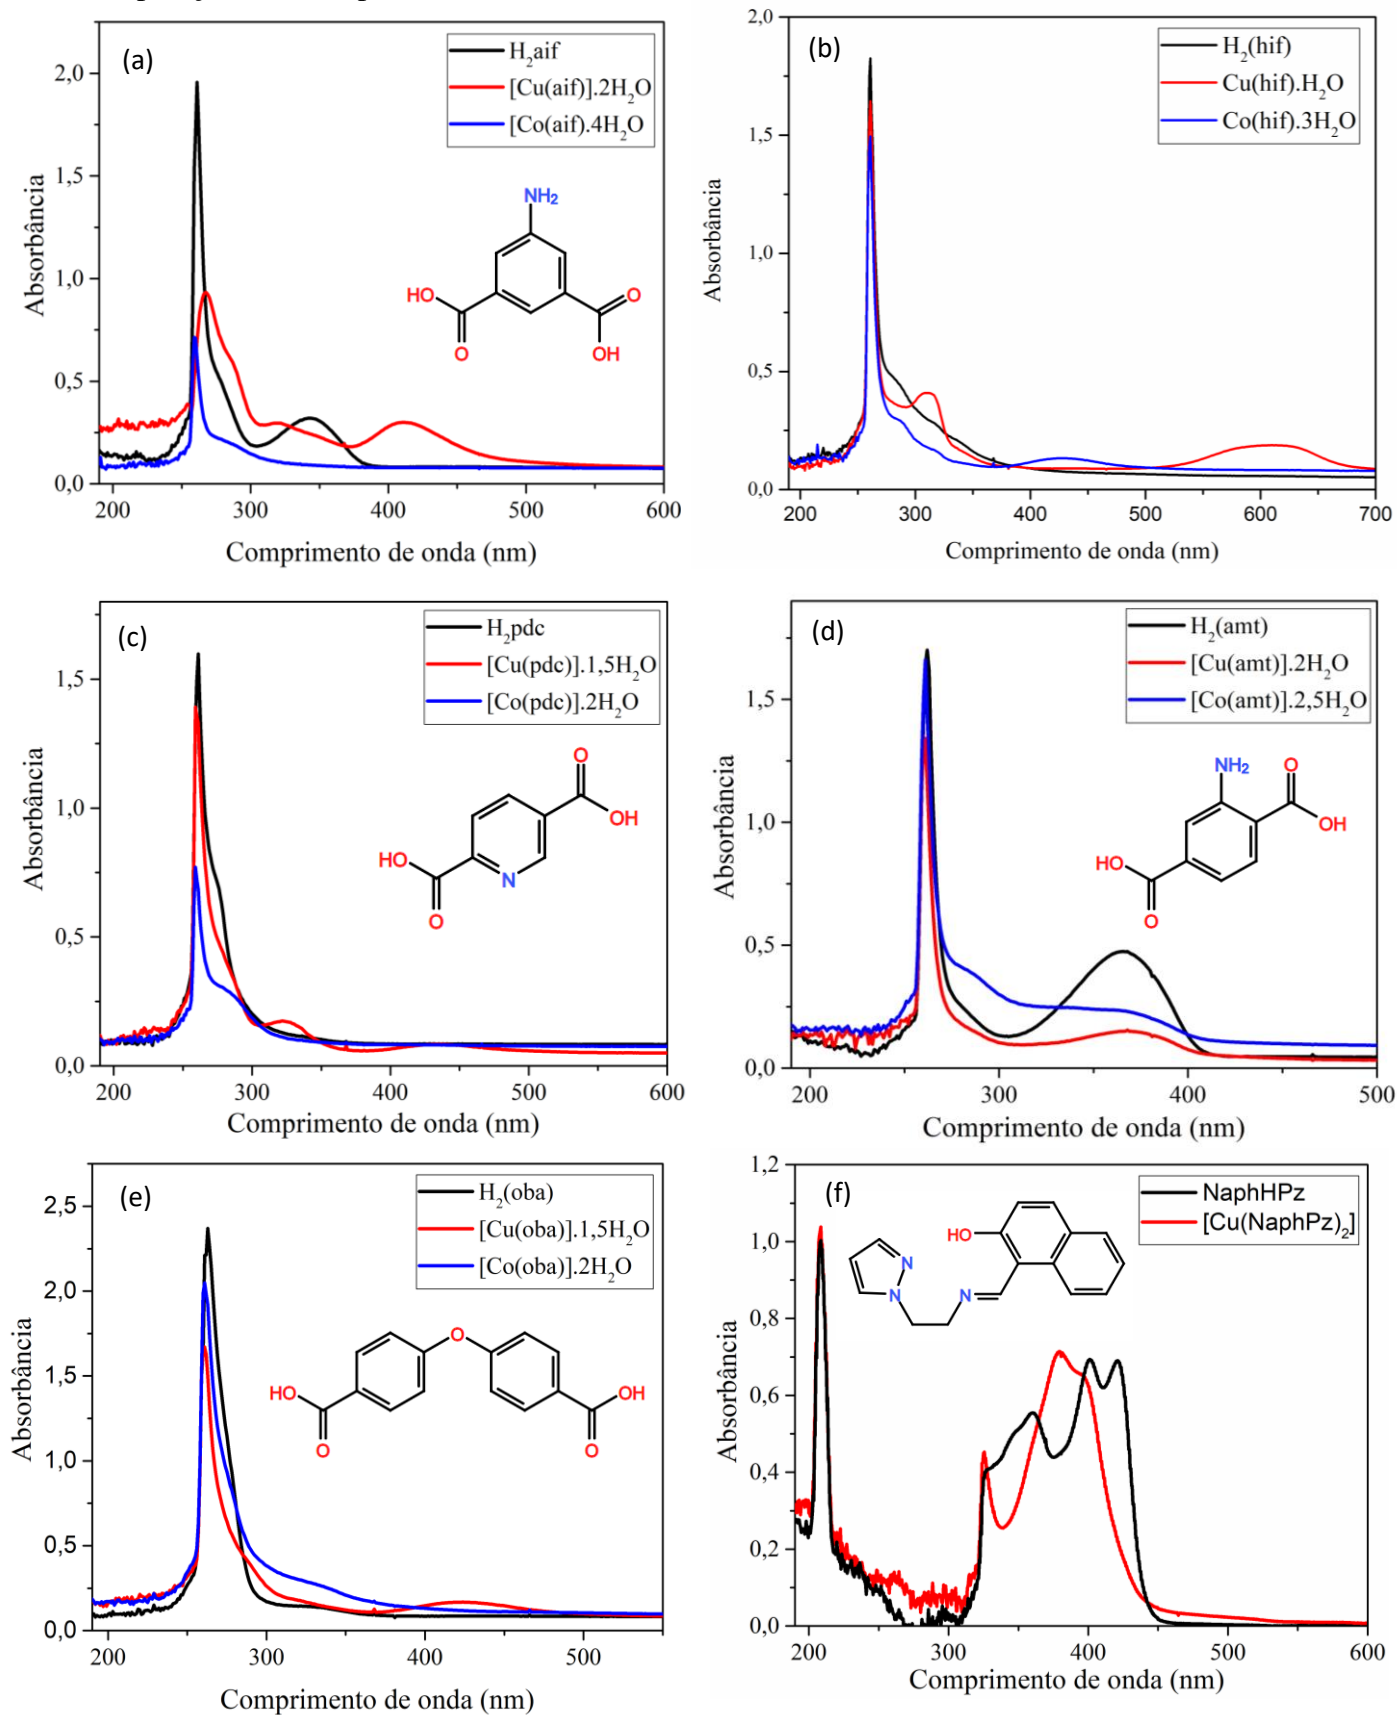 (a)
H2aif
[Cu(aif)].2H2O
[Co(aif).4H2O
2,0
1,5
1,0
0,5
0,0
Absorbância
NH2
HO
O
O
OH
200 300 400 500 600
Comprimento de onda (nm)
(b)
H2(hif)
Cu(hif).H2O
Co(hif).3H2O
2,0
1,5
1,0
0,5
0,0
Absorbância
200 300 400 500 600 700
Comprimento de onda (nm)
(c)
H2pdc
[Cu(pdc)].1,5H2O
[Co(pdc)].2H2O
1,5
1,0
0,5
0,0
Absorbância
O
OH
HO
N
O
200 300 400 500 600
Comprimento de onda (nm)
(d)
H2(amt)
[Cu(amt)].2H2O
[Co(amt)].2,5H2O
1,5
1,0
0,5
0,0
Absorbância
NH2
O
OH
HO
O
200 300 400 500
Comprimento de onda (nm)
(e)
H2(oba)
[Cu(oba)].1,5H2O
[Co(oba)].2H2O
2,5
2,0
1,5
1,0
0,5
0,0
Absorbância
O
HO
OH
O
O
200 300 400 500
Comprimento de onda (nm)
(f)
NaphHPz
[Cu(NaphPz)2]
1,2
1,0
0,8
0,6
0,4
0,2
0,0
Absorbância
HO
N
N
N
200 300 400 500 600
Comprimento de onda (nm)